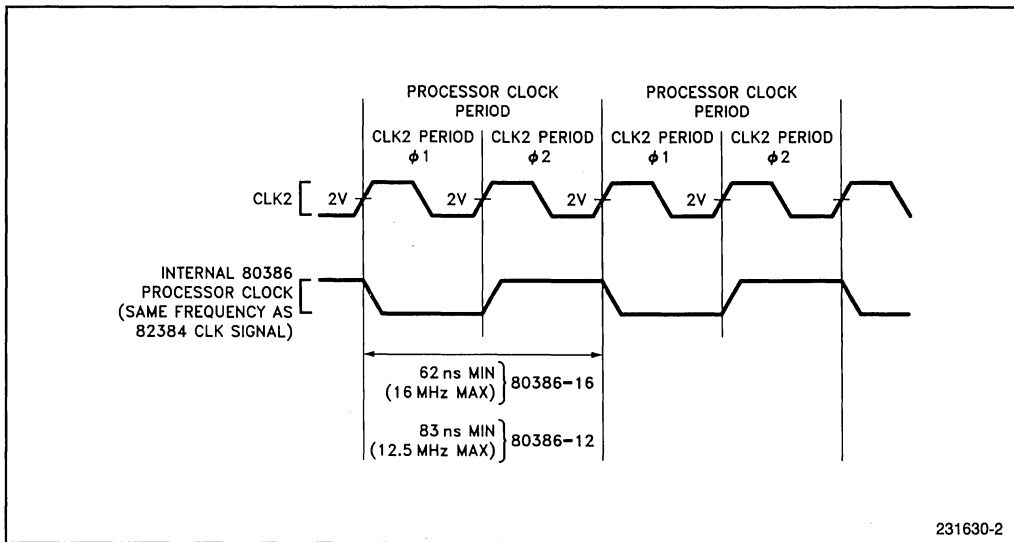 PROCESSOR CLOCK
PERIOD
PROCESSOR CLOCK
PERIOD
CLK2 PERIOD
φ1
CLK2 PERIOD
φ2
CLK2 PERIOD
φ1
CLK2 PERIOD
φ2
CLK2 2V 2V 2V 2V
INTERNAL 80386
PROCESSOR CLOCK
(SAME FREQUENCY AS
82384 CLK SIGNAL)
62 ns MIN
(16 MHz MAX)
80386-16
83 ns MIN
(12.5 MHz MAX)
80386-12
231630-2